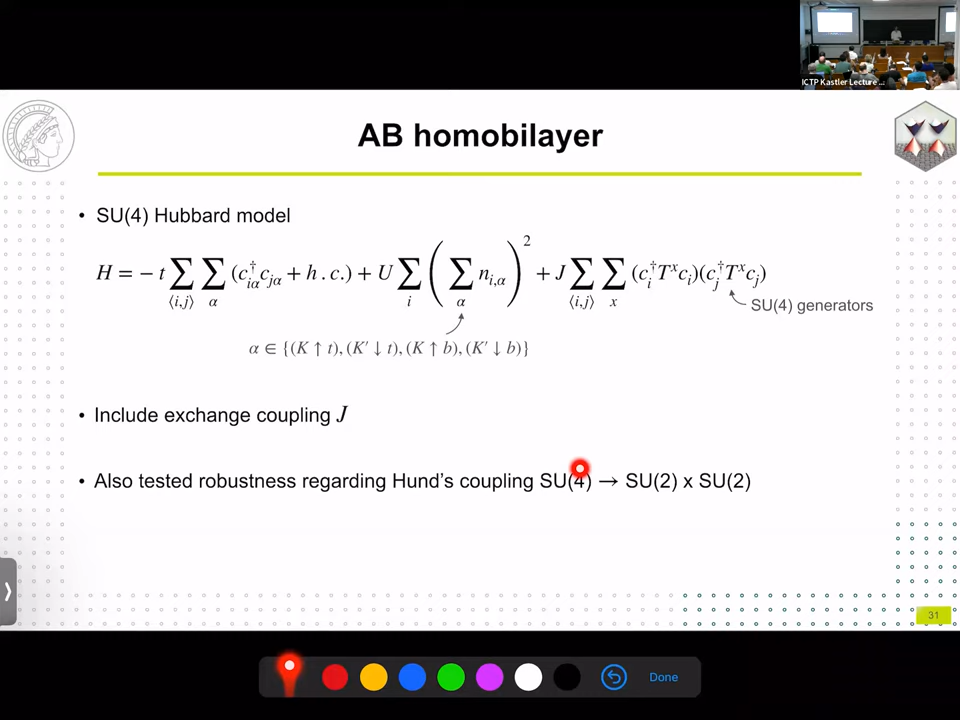 ICTP Kastler Lecture ...
AB homobilayer
• SU(4) Hubbard model
H = − t ∑⟨i,j⟩ ∑α (c†iα cjα + h . c.) + U ∑i (∑α ni,α)² + J ∑⟨i,j⟩ ∑x (c†i Tˣ ci)(c†j Tˣ cj)
SU(4) generators
α ∈ {(K ↑ t), (K′ ↓ t), (K ↑ b), (K′ ↓ b)}
• Include exchange coupling J
• Also tested robustness regarding Hund's coupling SU(4) → SU(2) x SU(2)
31
Done